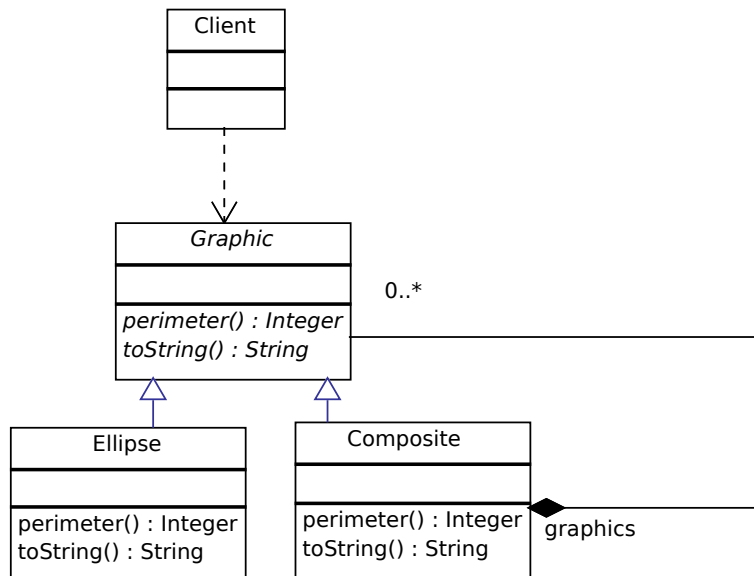 Client
Graphic
0..*
perimeter() : Integer
toString() : String
Ellipse
perimeter() : Integer
toString() : String
Composite
perimeter() : Integer
toString() : String
graphics